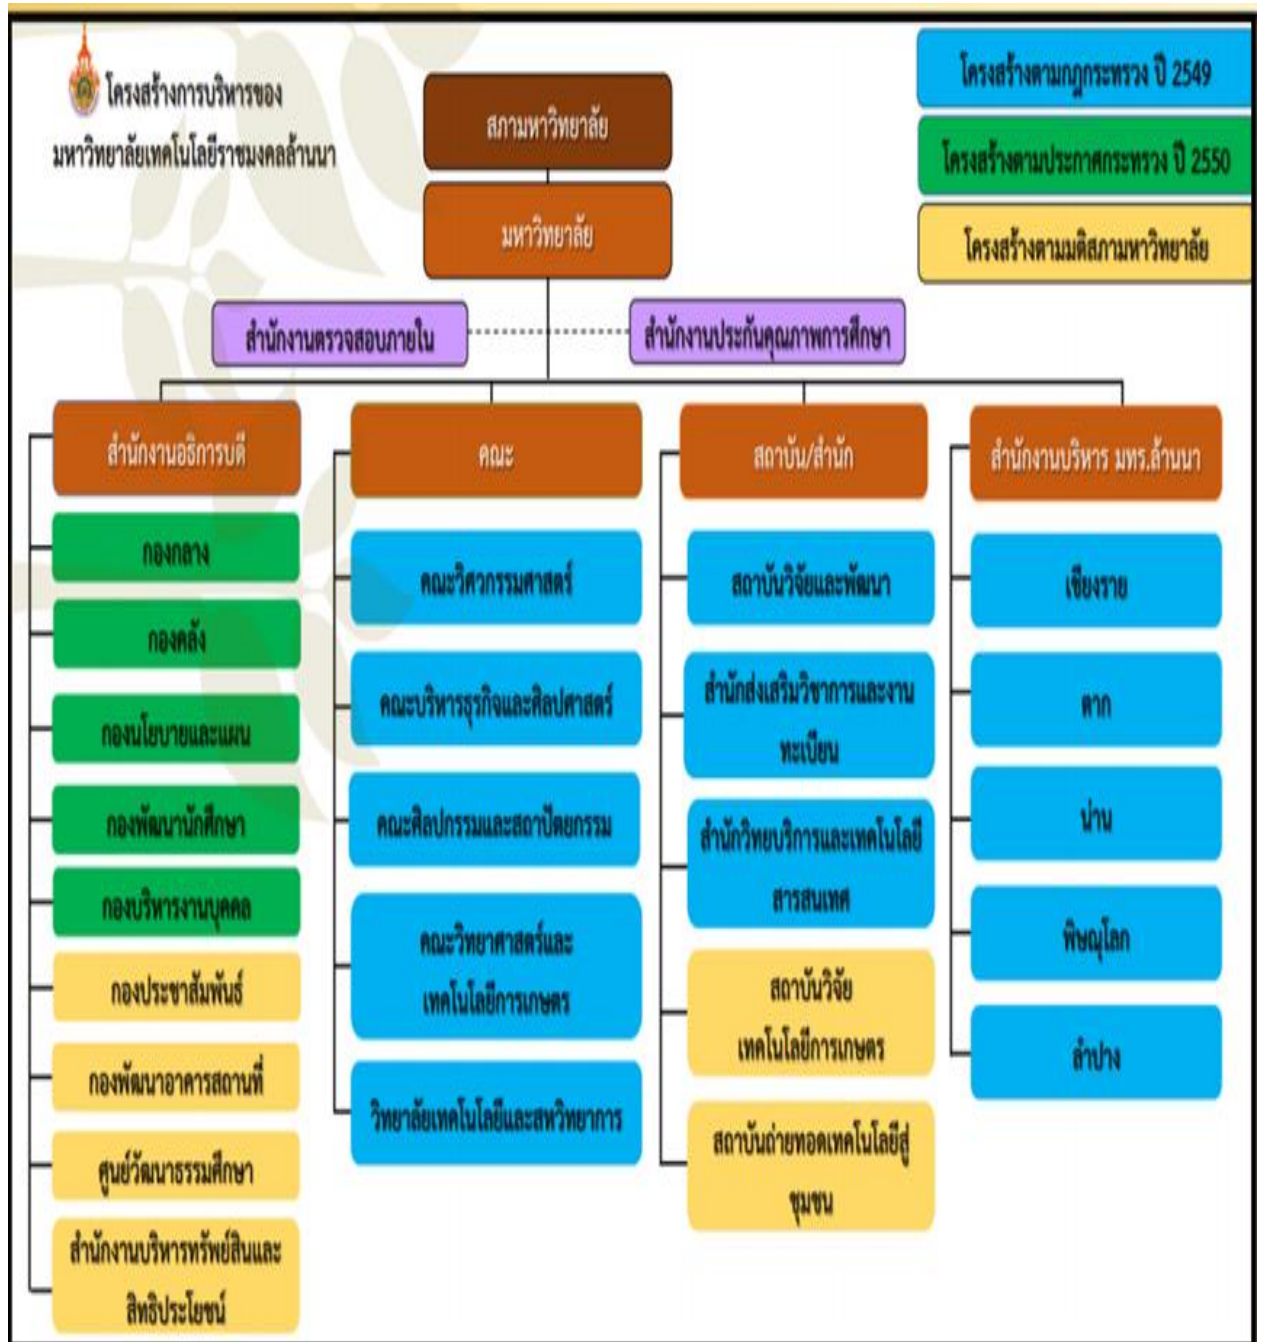 โครงสร้างการบริหารของ
มหาวิทยาลัยเทคโนโลยีราชมงคลล้านนา
โครงสร้างตามกฎกระทรวง ปี 2549
โครงสร้างตามประกาศกระทรวง ปี 2550
โครงสร้างตามมติสภามหาวิทยาลัย
สภามหาวิทยาลัย
มหาวิทยาลัย
สำนักงานตรวจสอบภายใน
สำนักงานประกันคุณภาพการศึกษา
สำนักงานอธิการบดี
กองกลาง
กองคลัง
กองนโยบายและแผน
กองพัฒนานักศึกษา
กองบริหารงานบุคคล
กองประชาสัมพันธ์
กองพัฒนาอาคารสถานที่
ศูนย์วัฒนธรรมศึกษา
สำนักงานบริหารทรัพย์สินและ
สิทธิประโยชน์
คณะ
คณะวิศวกรรมศาสตร์
คณะบริหารธุรกิจและศิลปศาสตร์
คณะศิลปกรรมและสถาปัตยกรรม
คณะวิทยาศาสตร์และ
เทคโนโลยีการเกษตร
วิทยาลัยเทคโนโลยีและสหวิทยาการ
สถาบัน/สำนัก
สถาบันวิจัยและพัฒนา
สำนักส่งเสริมวิชาการและงาน
ทะเบียน
สำนักวิทยบริการและเทคโนโลยี
สารสนเทศ
สถาบันวิจัย
เทคโนโลยีการเกษตร
สถาบันถ่ายทอดเทคโนโลยีสู่
ชุมชน
สำนักงานบริหาร มทร.ล้านนา
เชียงราย
ตาก
น่าน
พิษณุโลก
ลำปาง